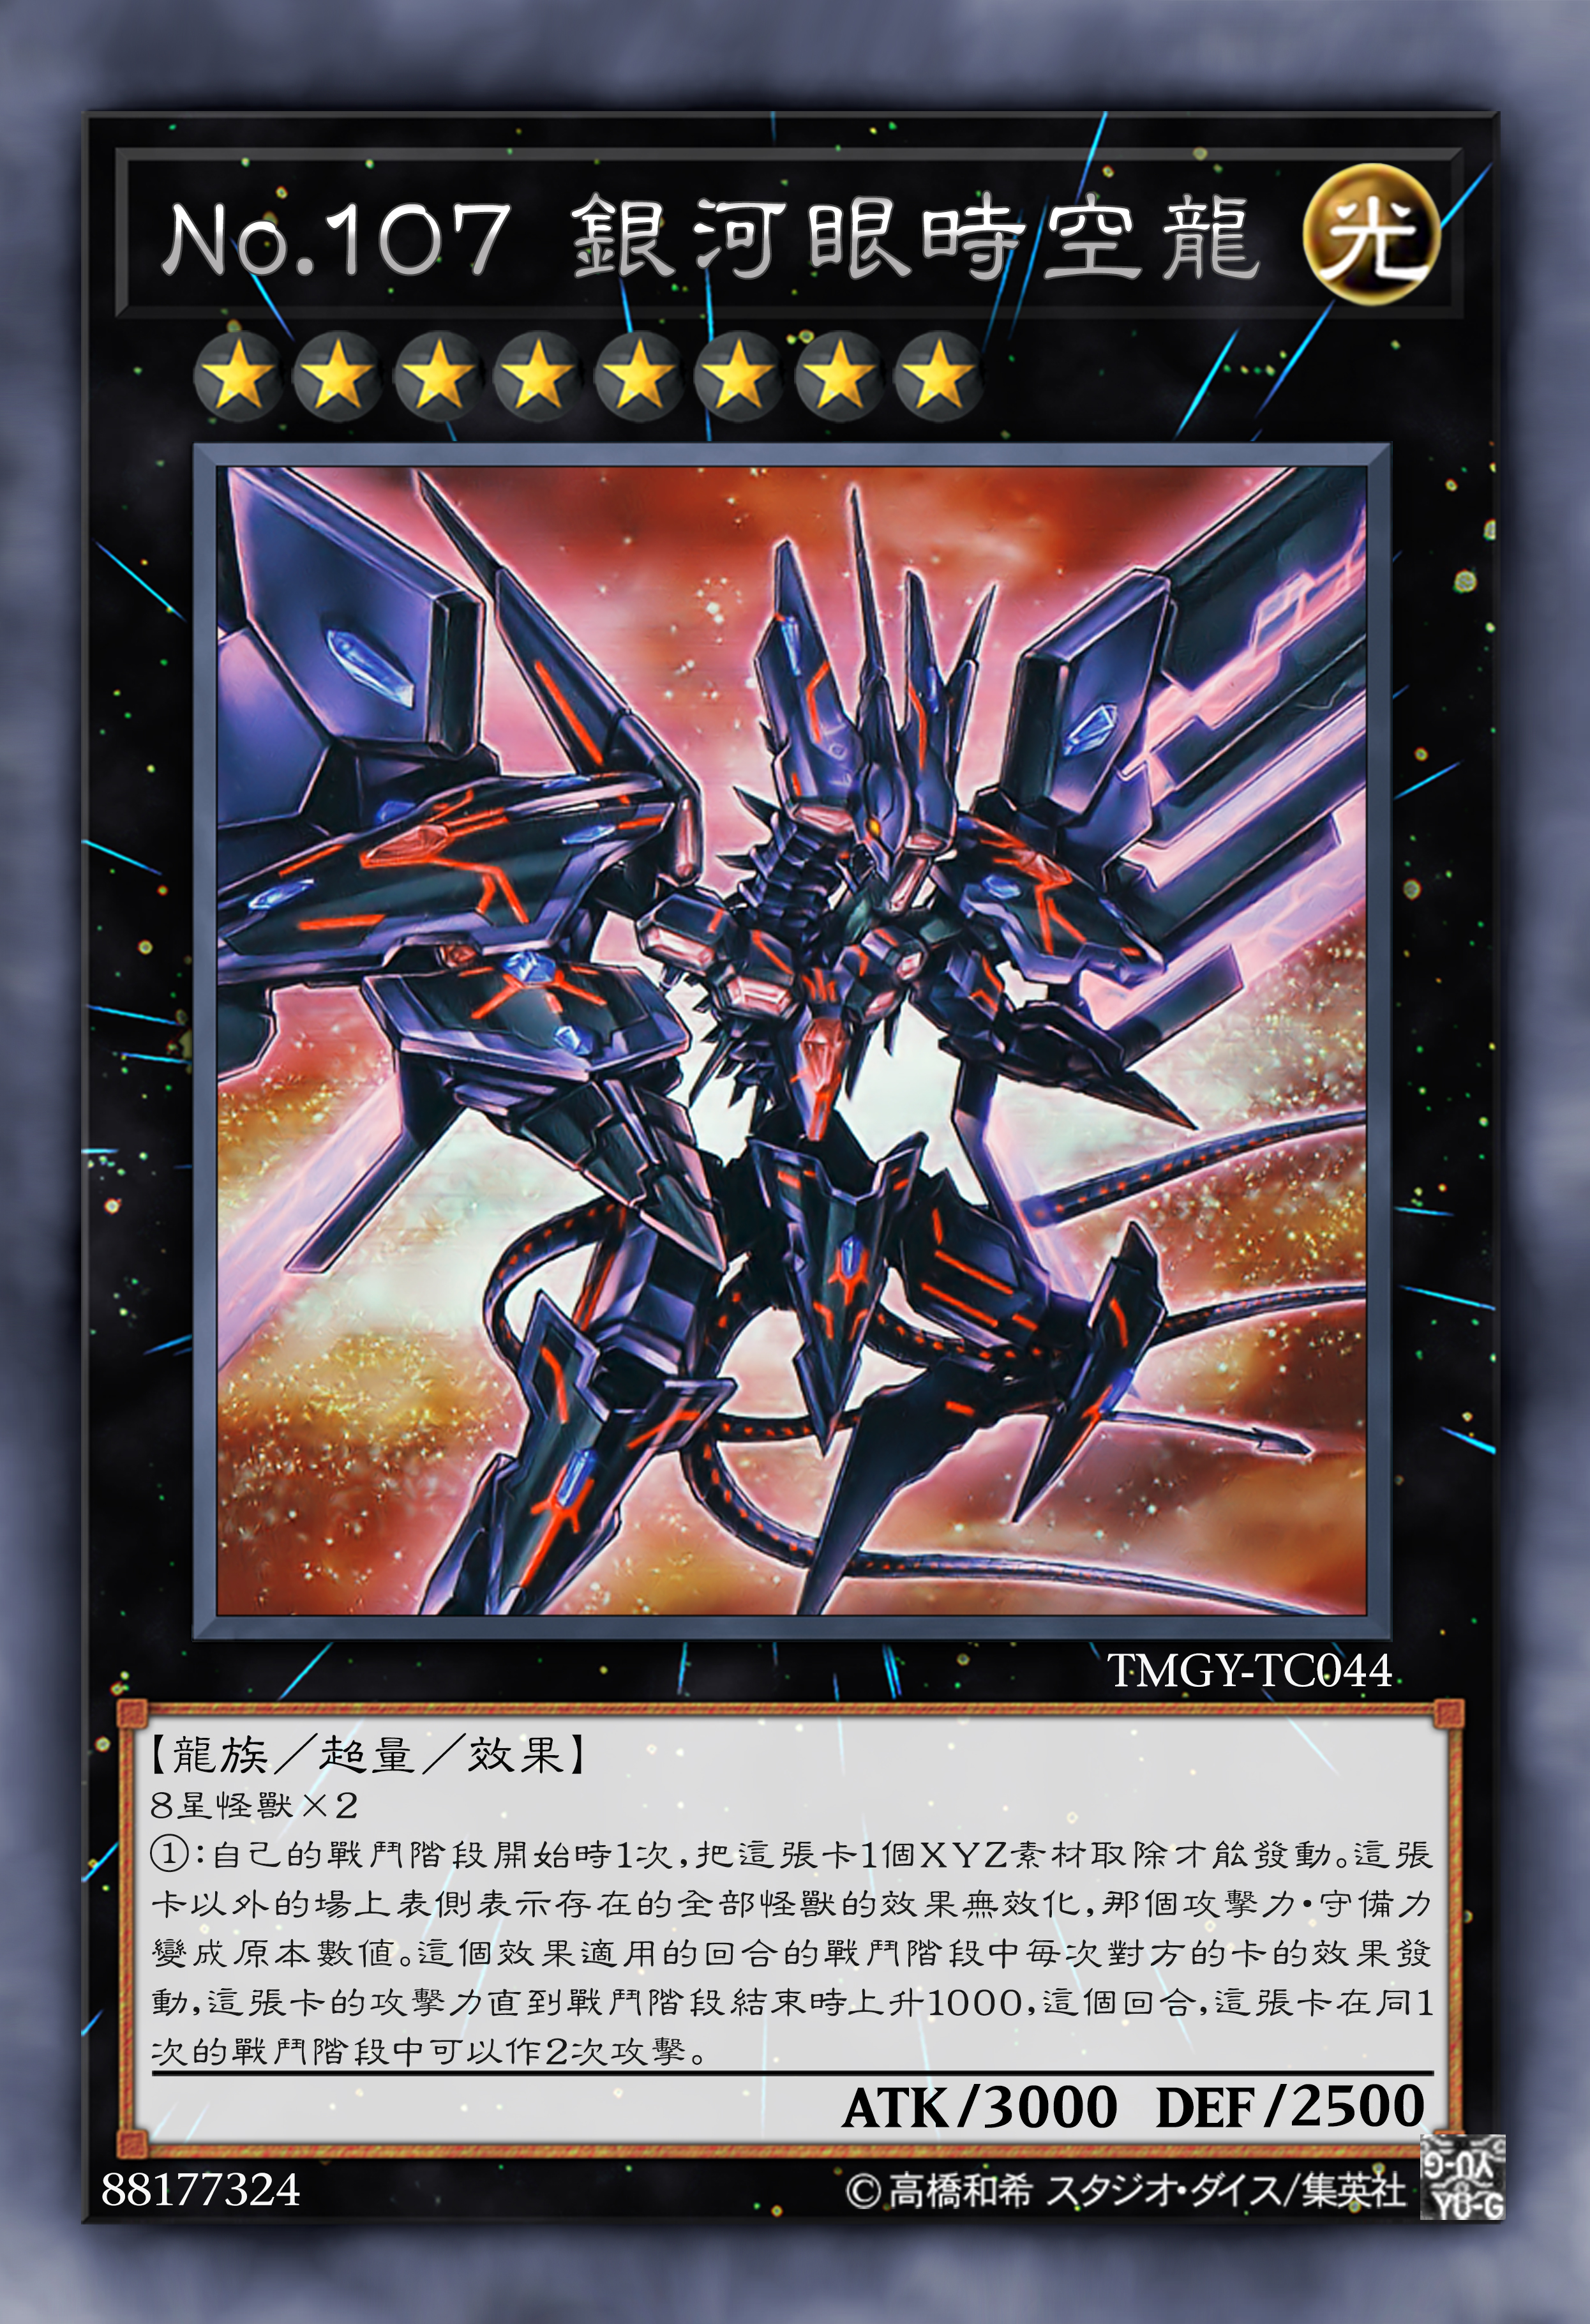 No.107 銀河眼時空龍 光
TMGY-TC044
【龍族／超量／效果】
8星怪獸×2
①:自己的戰鬥階段開始時1次,把這張卡1個XYZ素材取除才能發動。這張
卡以外的場上表側表示存在的全部怪獸的效果無效化,那個攻擊力·守備力
變成原本數值。這個效果適用的回合的戰鬥階段中每次對方的卡的效果發
動,這張卡的攻擊力直到戰鬥階段結束時上升1000,這個回合,這張卡在同1
次的戰鬥階段中可以作2次攻擊。
ATK/3000 DEF/2500
88177324 ©高橋和希 スタジオ・ダイス/集英社
YU-G
YU-G